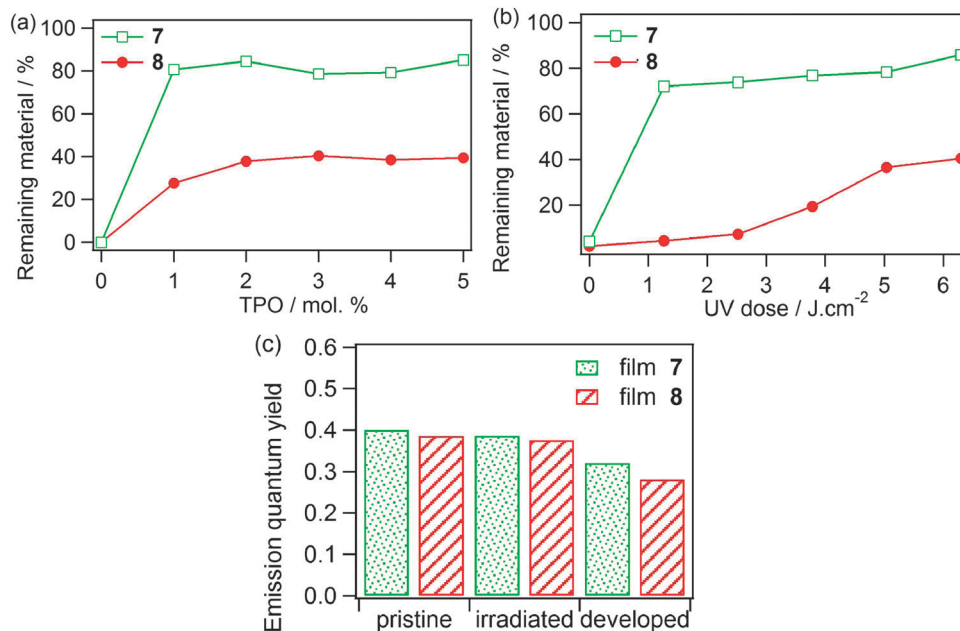 (a)
7
8
Remaining material / %
100
80
60
40
20
0
0 1 2 3 4 5
TPO / mol. %
(b)
7
8
Remaining material / %
100
80
60
40
20
0 1 2 3 4 5 6
UV dose / J.cm-2
(c)
film 7
film 8
Emission quantum yield
0.6
0.5
0.4
0.3
0.2
0.1
0.0
pristine irradiated developed